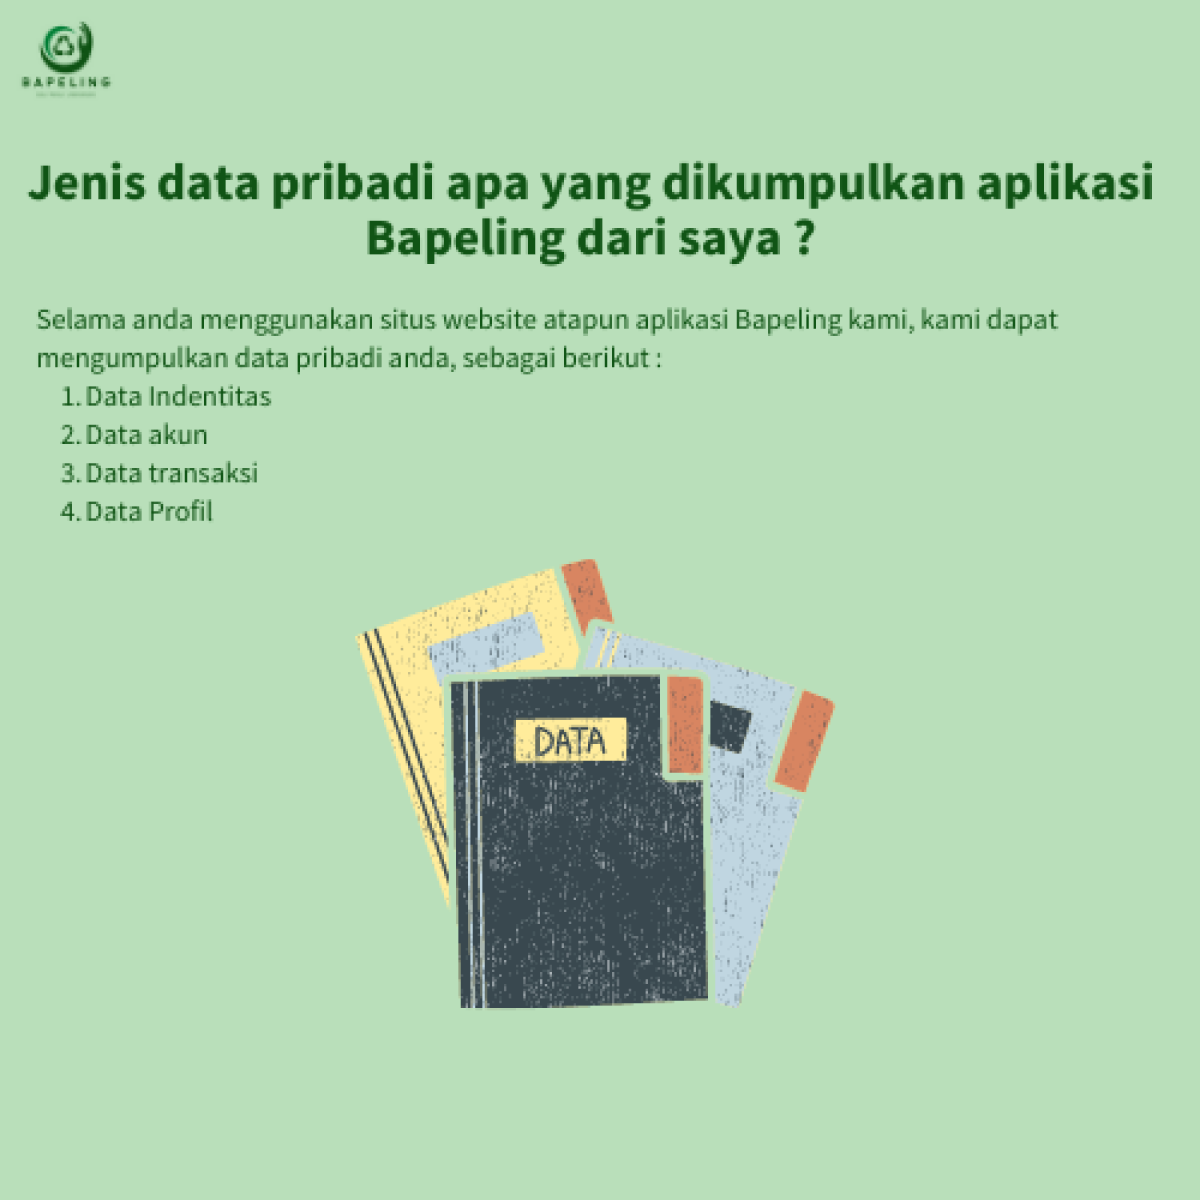 BAPELING
Jenis data pribadi apa yang dikumpulkan aplikasi
Bapeling dari saya ?
Selama anda menggunakan situs website atapun aplikasi Bapeling kami, kami dapat
mengumpulkan data pribadi anda, sebagai berikut :
1. Data Indentitas
2. Data akun
3. Data transaksi
4. Data Profil
DATA